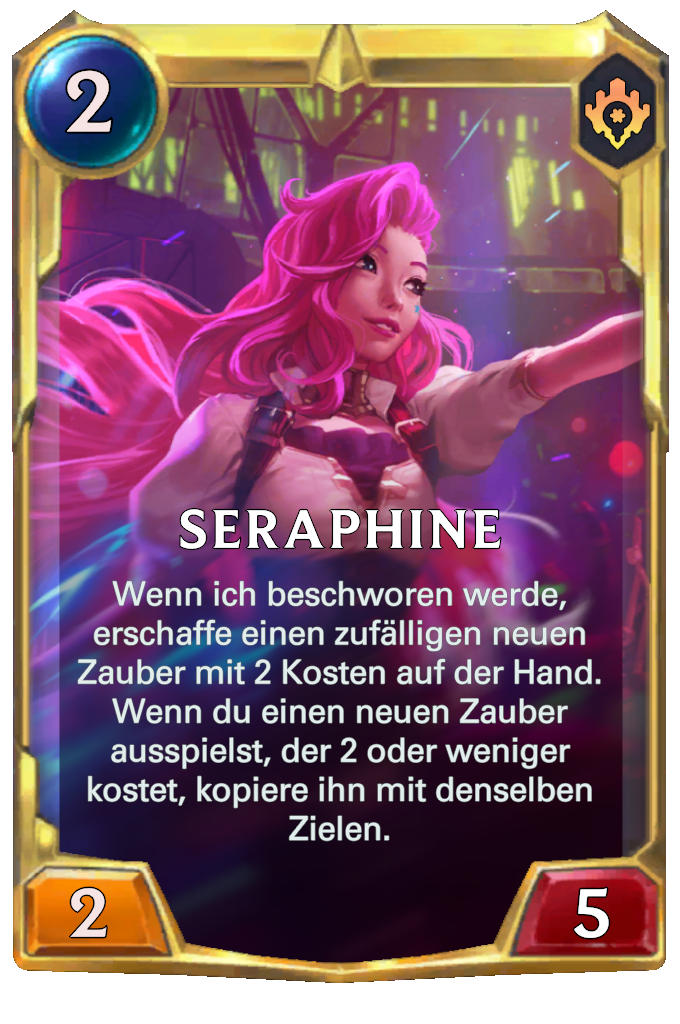 2
SERAPHINE
Wenn ich beschworen werde,
erschaffe einen zufälligen neuen
Zauber mit 2 Kosten auf der Hand.
Wenn du einen neuen Zauber
ausspielst, der 2 oder weniger
kostet, kopiere ihn mit denselben
Zielen.
2
5